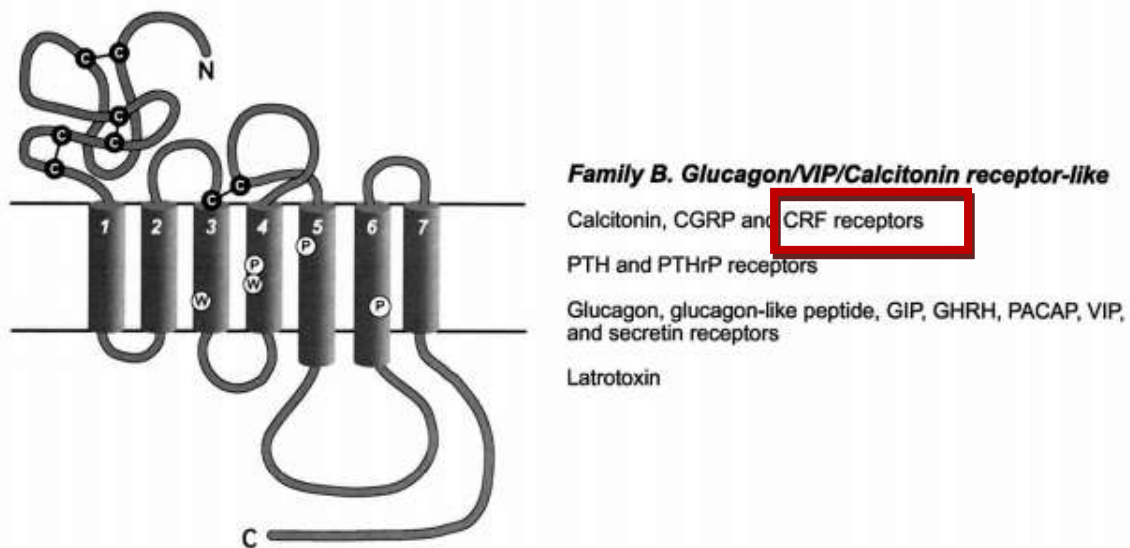 C C
N
C
C C
C
C C
1 2 3 4 5 6 7
P
P
W
W P
C
Family B. Glucagon/VIP/Calcitonin receptor-like
Calcitonin, CGRP and CRF receptors
PTH and PTHrP receptors
Glucagon, glucagon-like peptide, GIP, GHRH, PACAP, VIP,
and secretin receptors
Latrotoxin